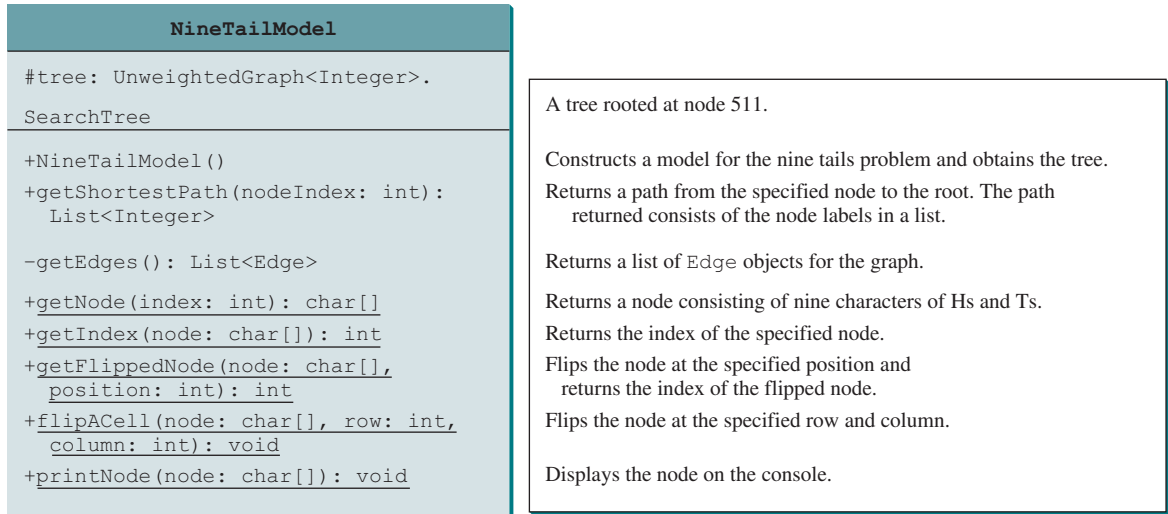 NineTailModel
#tree: UnweightedGraph<Integer>.
SearchTree
A tree rooted at node 511.
+NineTailModel()
Constructs a model for the nine tails problem and obtains the tree.
+getShortestPath(nodeIndex: int):
List<Integer>
Returns a path from the specified node to the root. The path
returned consists of the node labels in a list.
−getEdges(): List<Edge>
Returns a list of Edge objects for the graph.
+getNode(index: int): char[]
Returns a node consisting of nine characters of Hs and Ts.
+getIndex(node: char[]): int
Returns the index of the specified node.
+getFlippedNode(node: char[],
position: int): int
Flips the node at the specified position and
returns the index of the flipped node.
+flipACell(node: char[], row: int,
column: int): void
Flips the node at the specified row and column.
+printNode(node: char[]): void
Displays the node on the console.